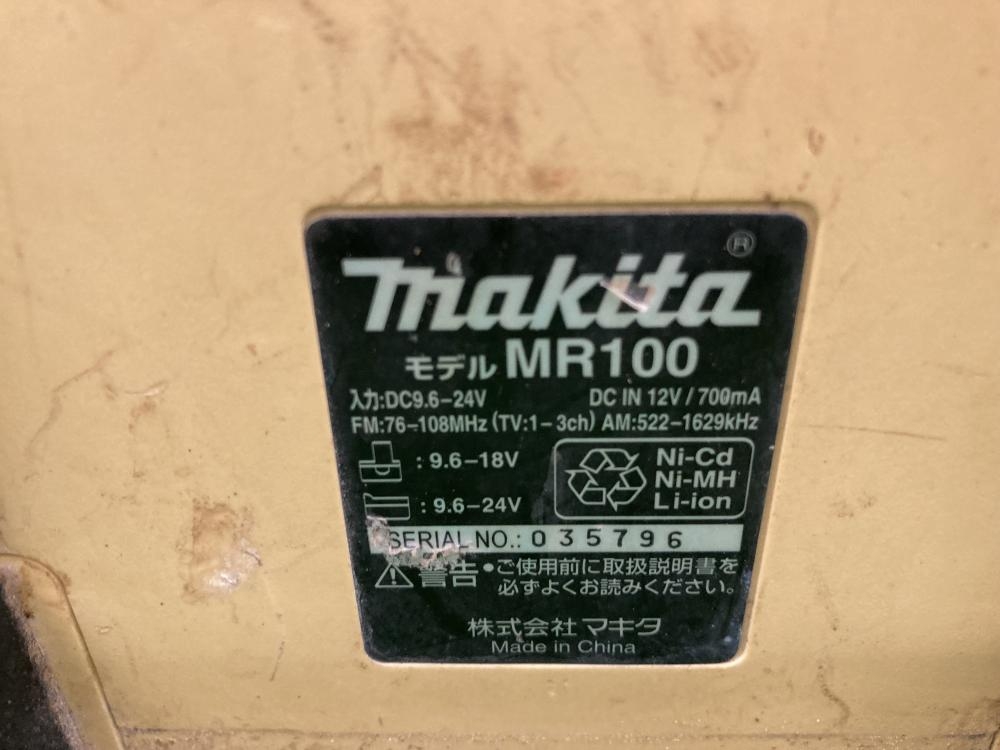 makita®
モデル MR100
入力:DC9.6-24V DC IN 12V/700mA
FM:76-108MHz (TV:1-3ch) AM:522-1629kHz
:9.6-18V
:9.6-24V
Ni-Cd
Ni-MH
Li-ion
SERIAL NO.: 035796
警告 •ご使用前に取扱説明書を
必ずよくお読みください。
株式会社 マキタ
Made in China